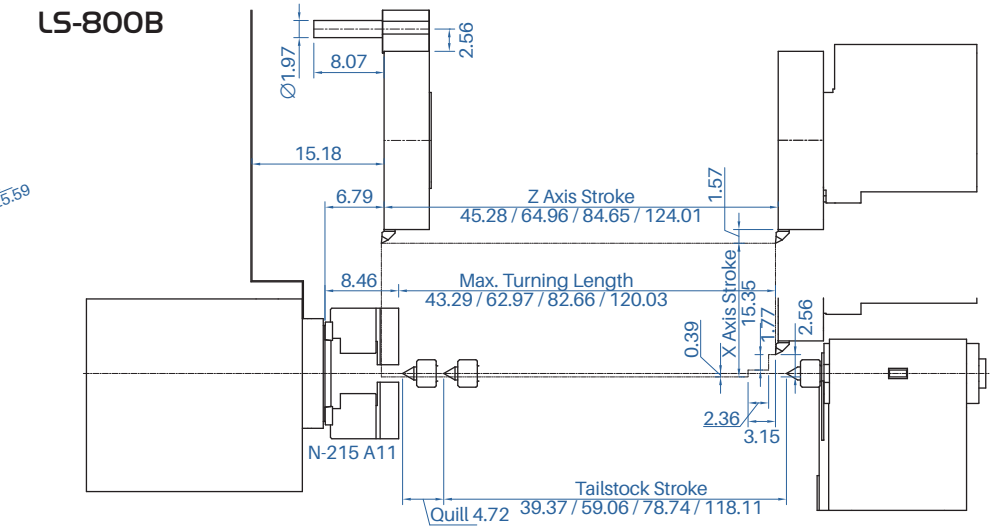 LS-800B
Ø1.97
8.07
2.56
15.18
6.79
Z Axis Stroke
45.28 / 64.96 / 84.65 / 124.01
1.57
8.46
Max. Turning Length
43.29 / 62.97 / 82.66 / 120.03
X Axis Stroke
15.35
0.39
1.77
2.56
2.36
3.15
N-215 A11
Quill 4.72
Tailstock Stroke
39.37 / 59.06 / 78.74 / 118.11